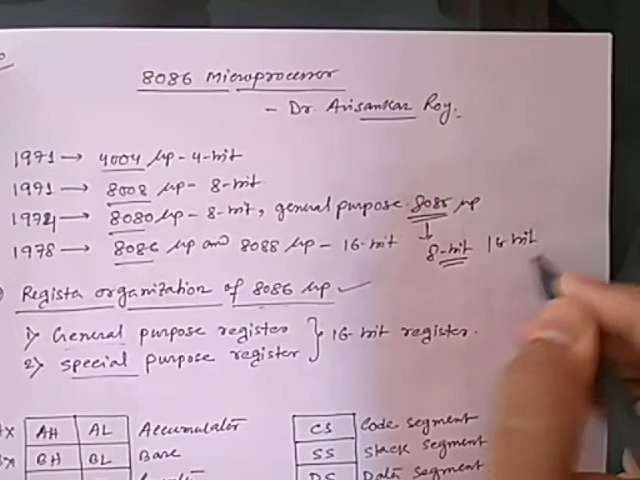 8086 Microprocessor
- Dr. Arisankar Roy.
1971 → 4004 μp - 4-bit
1991 → 8008 μp - 8-bit
1974 → 8080 μp - 8-bit, general purpose. 8085 μp
1978 → 8086 μp and 8088 μp - 16-bit
↓
8-bit 16 bit
Register organization of 8086 μp ✓
1> General purpose register
2> special purpose register } 16-bit register.
AH AL Accumulator
BH BL Base
CS Code segment
SS Stack segment
DS Data segment